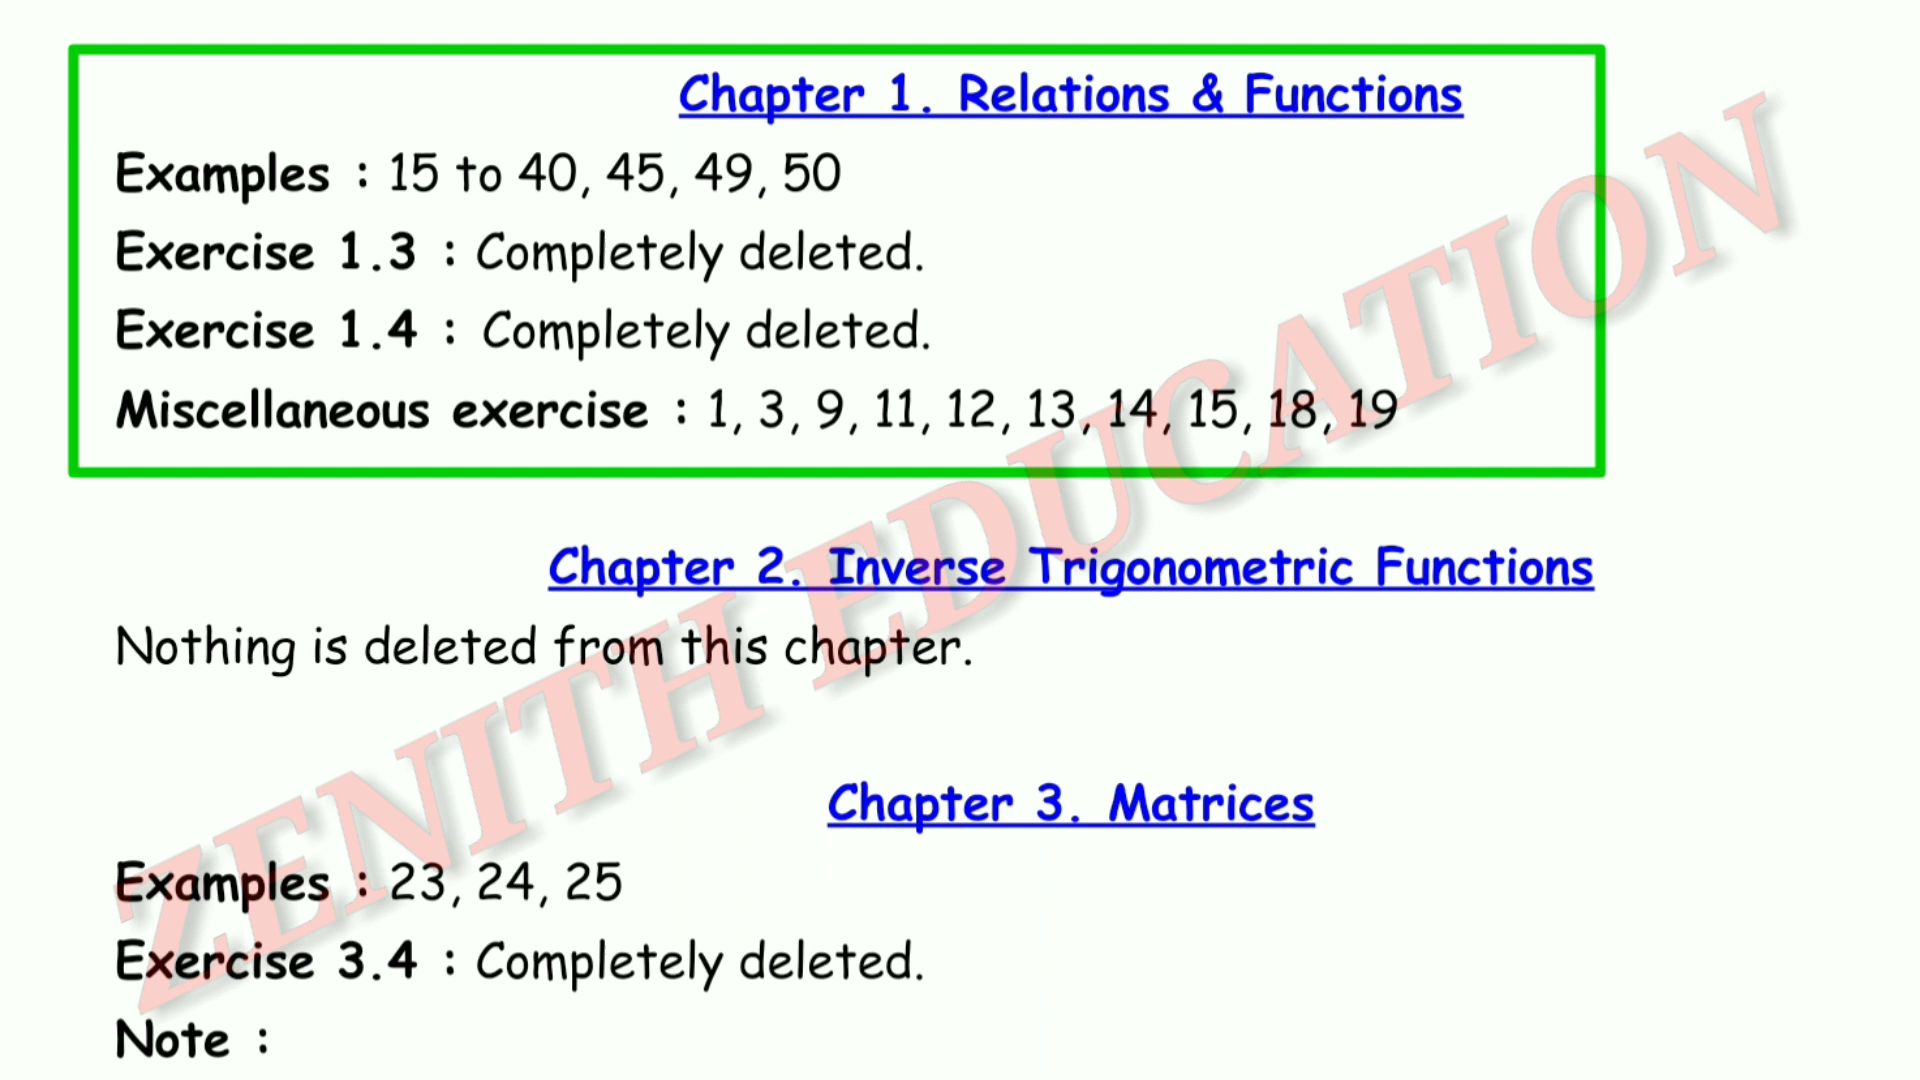 Chapter 1. Relations & Functions
Examples : 15 to 40, 45, 49, 50
Exercise 1.3 : Completely deleted.
Exercise 1.4 : Completely deleted.
Miscellaneous exercise : 1, 3, 9, 11, 12, 13, 14, 15, 18, 19
Chapter 2. Inverse Trigonometric Functions
Nothing is deleted from this chapter.
Chapter 3. Matrices
Examples : 23, 24, 25
Exercise 3.4 : Completely deleted.
Note :
ZENITH EDUCATION